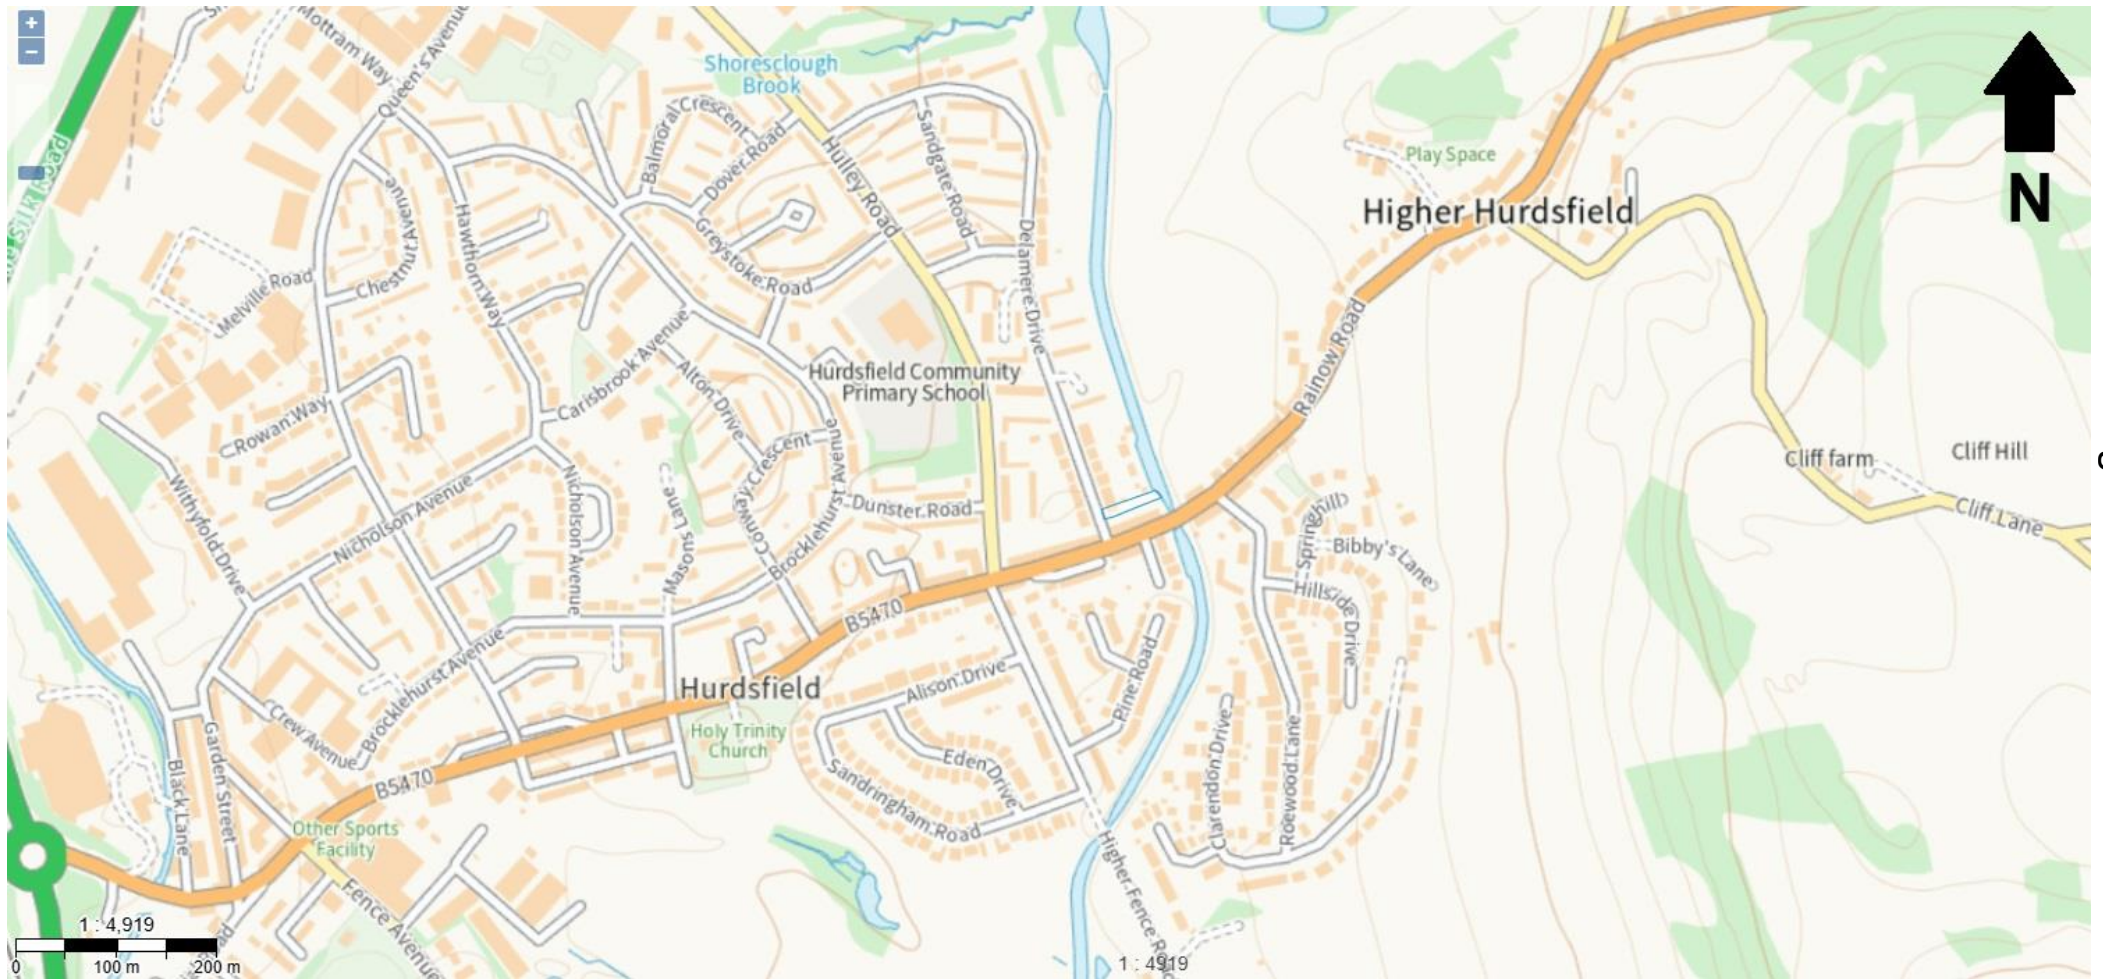 +
−
Mottram Way
Queen's Avenue
Silk Road
Shoresclough
Brook
Balmoral Crescent
Dover Road
Hulley Road
Sandgate Road
Delamere Drive
Play Space
Higher Hurdsfield
N
Chestnut Avenue
Hawthorn Way
Greystoke Road
Melville Road
Rainow Road
Carisbrook Avenue
Alton Drive
Hurdsfield Community
Primary School
Rowan Way
Cliff farm
Cliff Hill
Cliff Lane
Withyfold Drive
Nicholson Avenue
Nicholson Avenue
Masons Lane
Conway Crescent
Brocklehurst Avenue
Dunster Road
Springhill
Bibby's Lane
Hillside Drive
B5470
Brocklehurst Avenue
Hurdsfield
Alison Drive
Pine Road
Crew Avenue
Garden Street
Black Lane
Holy Trinity
Church
Eden Drive
Sandringham Road
Clarendon Drive
Roewood Lane
B5470
Other Sports
Facility
Fence Avenue
Higher Fence
1 : 4,919
0 100 m 200 m
1 : 4919